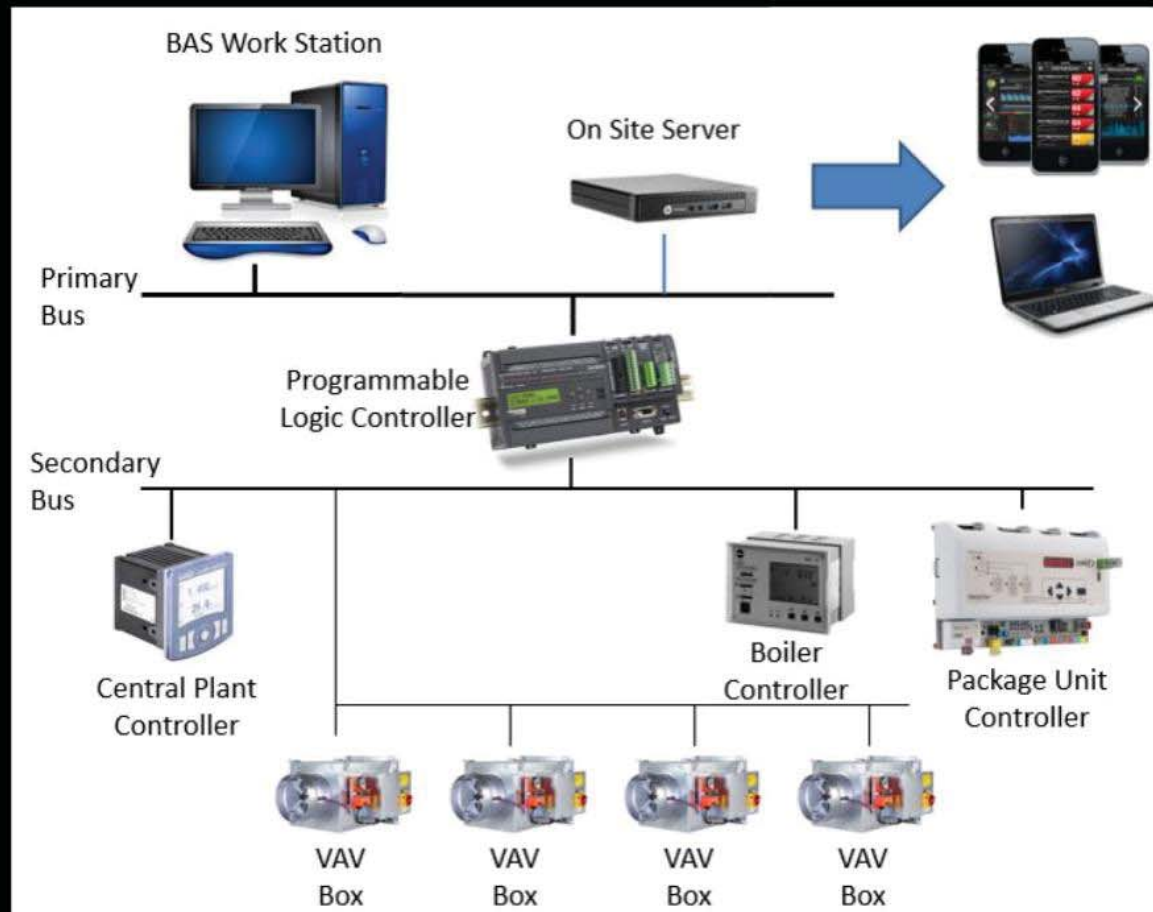 BAS Work Station
On Site Server
Primary
Bus
Programmable
Logic Controller
Secondary
Bus
Central Plant
Controller
Boiler
Controller
Package Unit
Controller
VAV
Box
VAV
Box
VAV
Box
VAV
Box